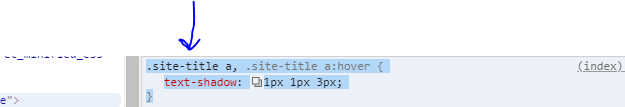 .site-title a, .site-title a:hover {
(index)
text-shadow: 1px 1px 3px;
}
e">